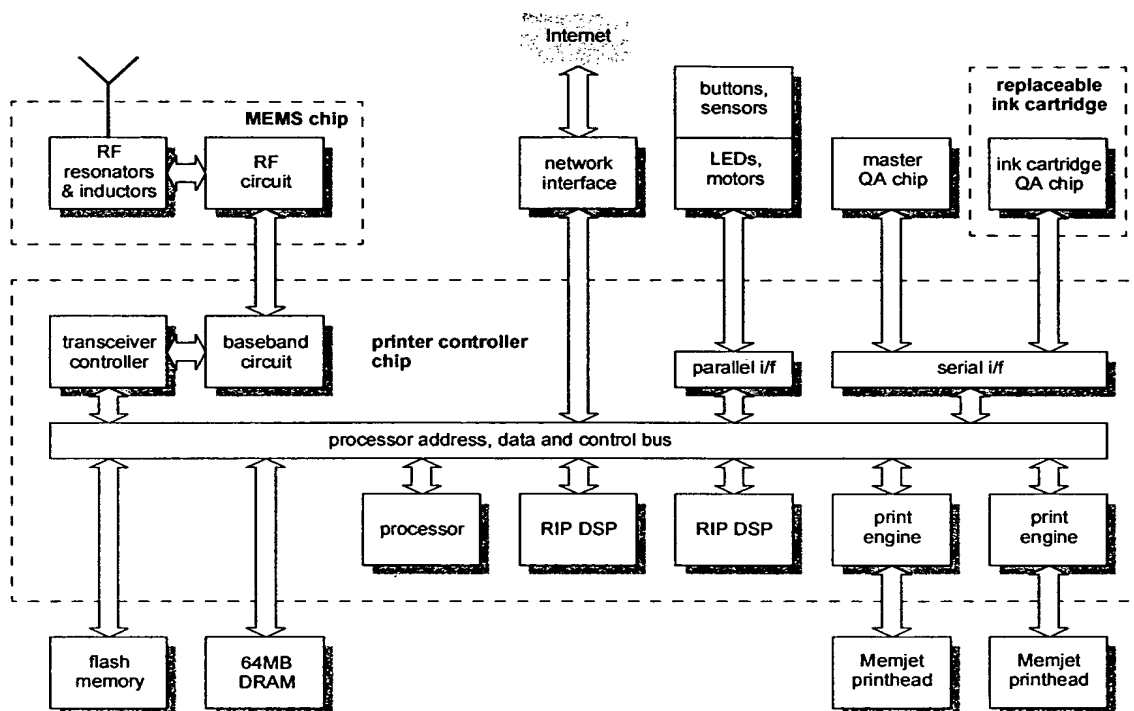 Internet
MEMS chip
RF
resonators
& inductors
RF
circuit
network
interface
buttons,
sensors
LEDs,
motors
master
QA chip
replaceable
ink cartridge
ink cartridge
QA chip
transceiver
controller
baseband
circuit
printer controller
chip
parallel i/f
serial i/f
processor address, data and control bus
processor
RIP DSP
RIP DSP
print
engine
print
engine
flash
memory
64MB
DRAM
Memjet
printhead
Memjet
printhead